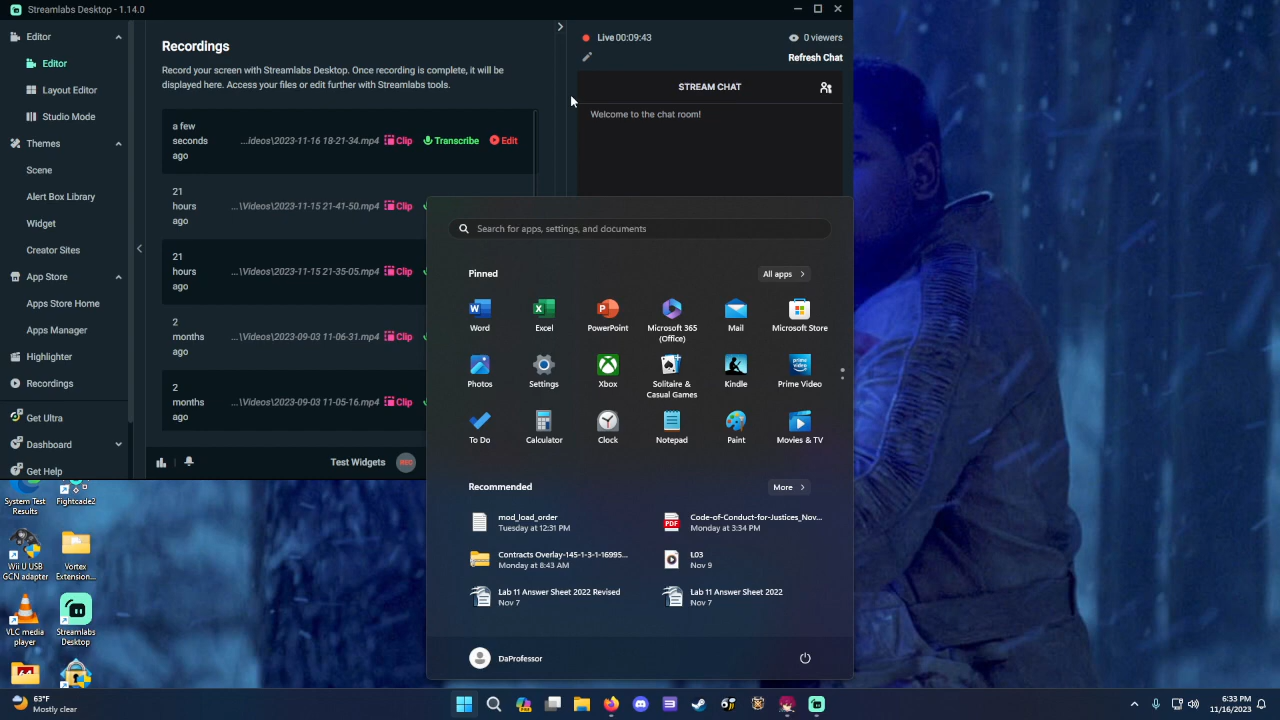 Streamlabs Desktop - 1.14.0
Editor
Editor
Layout Editor
Studio Mode
Themes
Scene
Alert Box Library
Widget
Creator Sites
App Store
Apps Store Home
Apps Manager
Highlighter
Recordings
Get Ultra
Dashboard
Get Help
Recordings
Record your screen with Streamlabs Desktop. Once recording is complete, it will be
displayed here. Access your files or edit further with Streamlabs tools.
a few
seconds
ago
...ideos\2023-11-16 18-21-34.mp4 Clip Transcribe Edit
21
hours
ago
...\Videos\2023-11-15 21-41-50.mp4 Clip
21
hours
ago
...\Videos\2023-11-15 21-35-05.mp4 Clip
2
months
ago
...\Videos\2023-09-03 11-06-31.mp4 Clip
2
months
ago
...\Videos\2023-09-03 11-05-16.mp4 Clip
Test Widgets REC
Live 00:09:43 0 viewers
Refresh Chat
STREAM CHAT
Welcome to the chat room!
Search for apps, settings, and documents
Pinned All apps
Word Excel PowerPoint Microsoft 365 (Office) Mail Microsoft Store
Photos Settings Xbox Solitaire & Casual Games Kindle Prime Video
To Do Calculator Clock Notepad Paint Movies & TV
Recommended More
mod_load_order
Tuesday at 12:31 PM
Code-of-Conduct-for-Justices_Nov...
Monday at 3:34 PM
Contracts Overlay-145-1-3-1-16995...
Monday at 8:43 AM
L03
Nov 9
Lab 11 Answer Sheet 2022 Revised
Nov 7
Lab 11 Answer Sheet 2022
Nov 7
DaProfessor
System Test
Results
Fightcade2
Wii U USB
GCN adapter
Vortex
Extension...
VLC media
player
Streamlabs
Desktop
64
63°F
Mostly clear
6:33 PM
11/16/2023